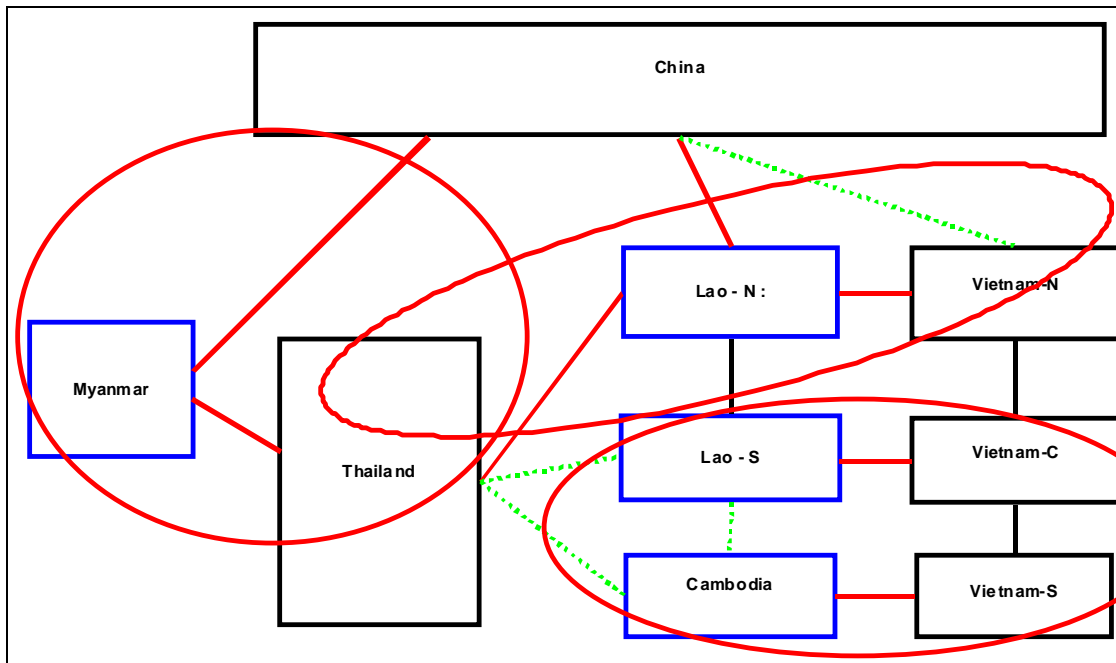 China
Lao - N :
Vietnam-N
Myanmar
Thailand
Lao - S
Vietnam-C
Cambodia
Vietnam-S